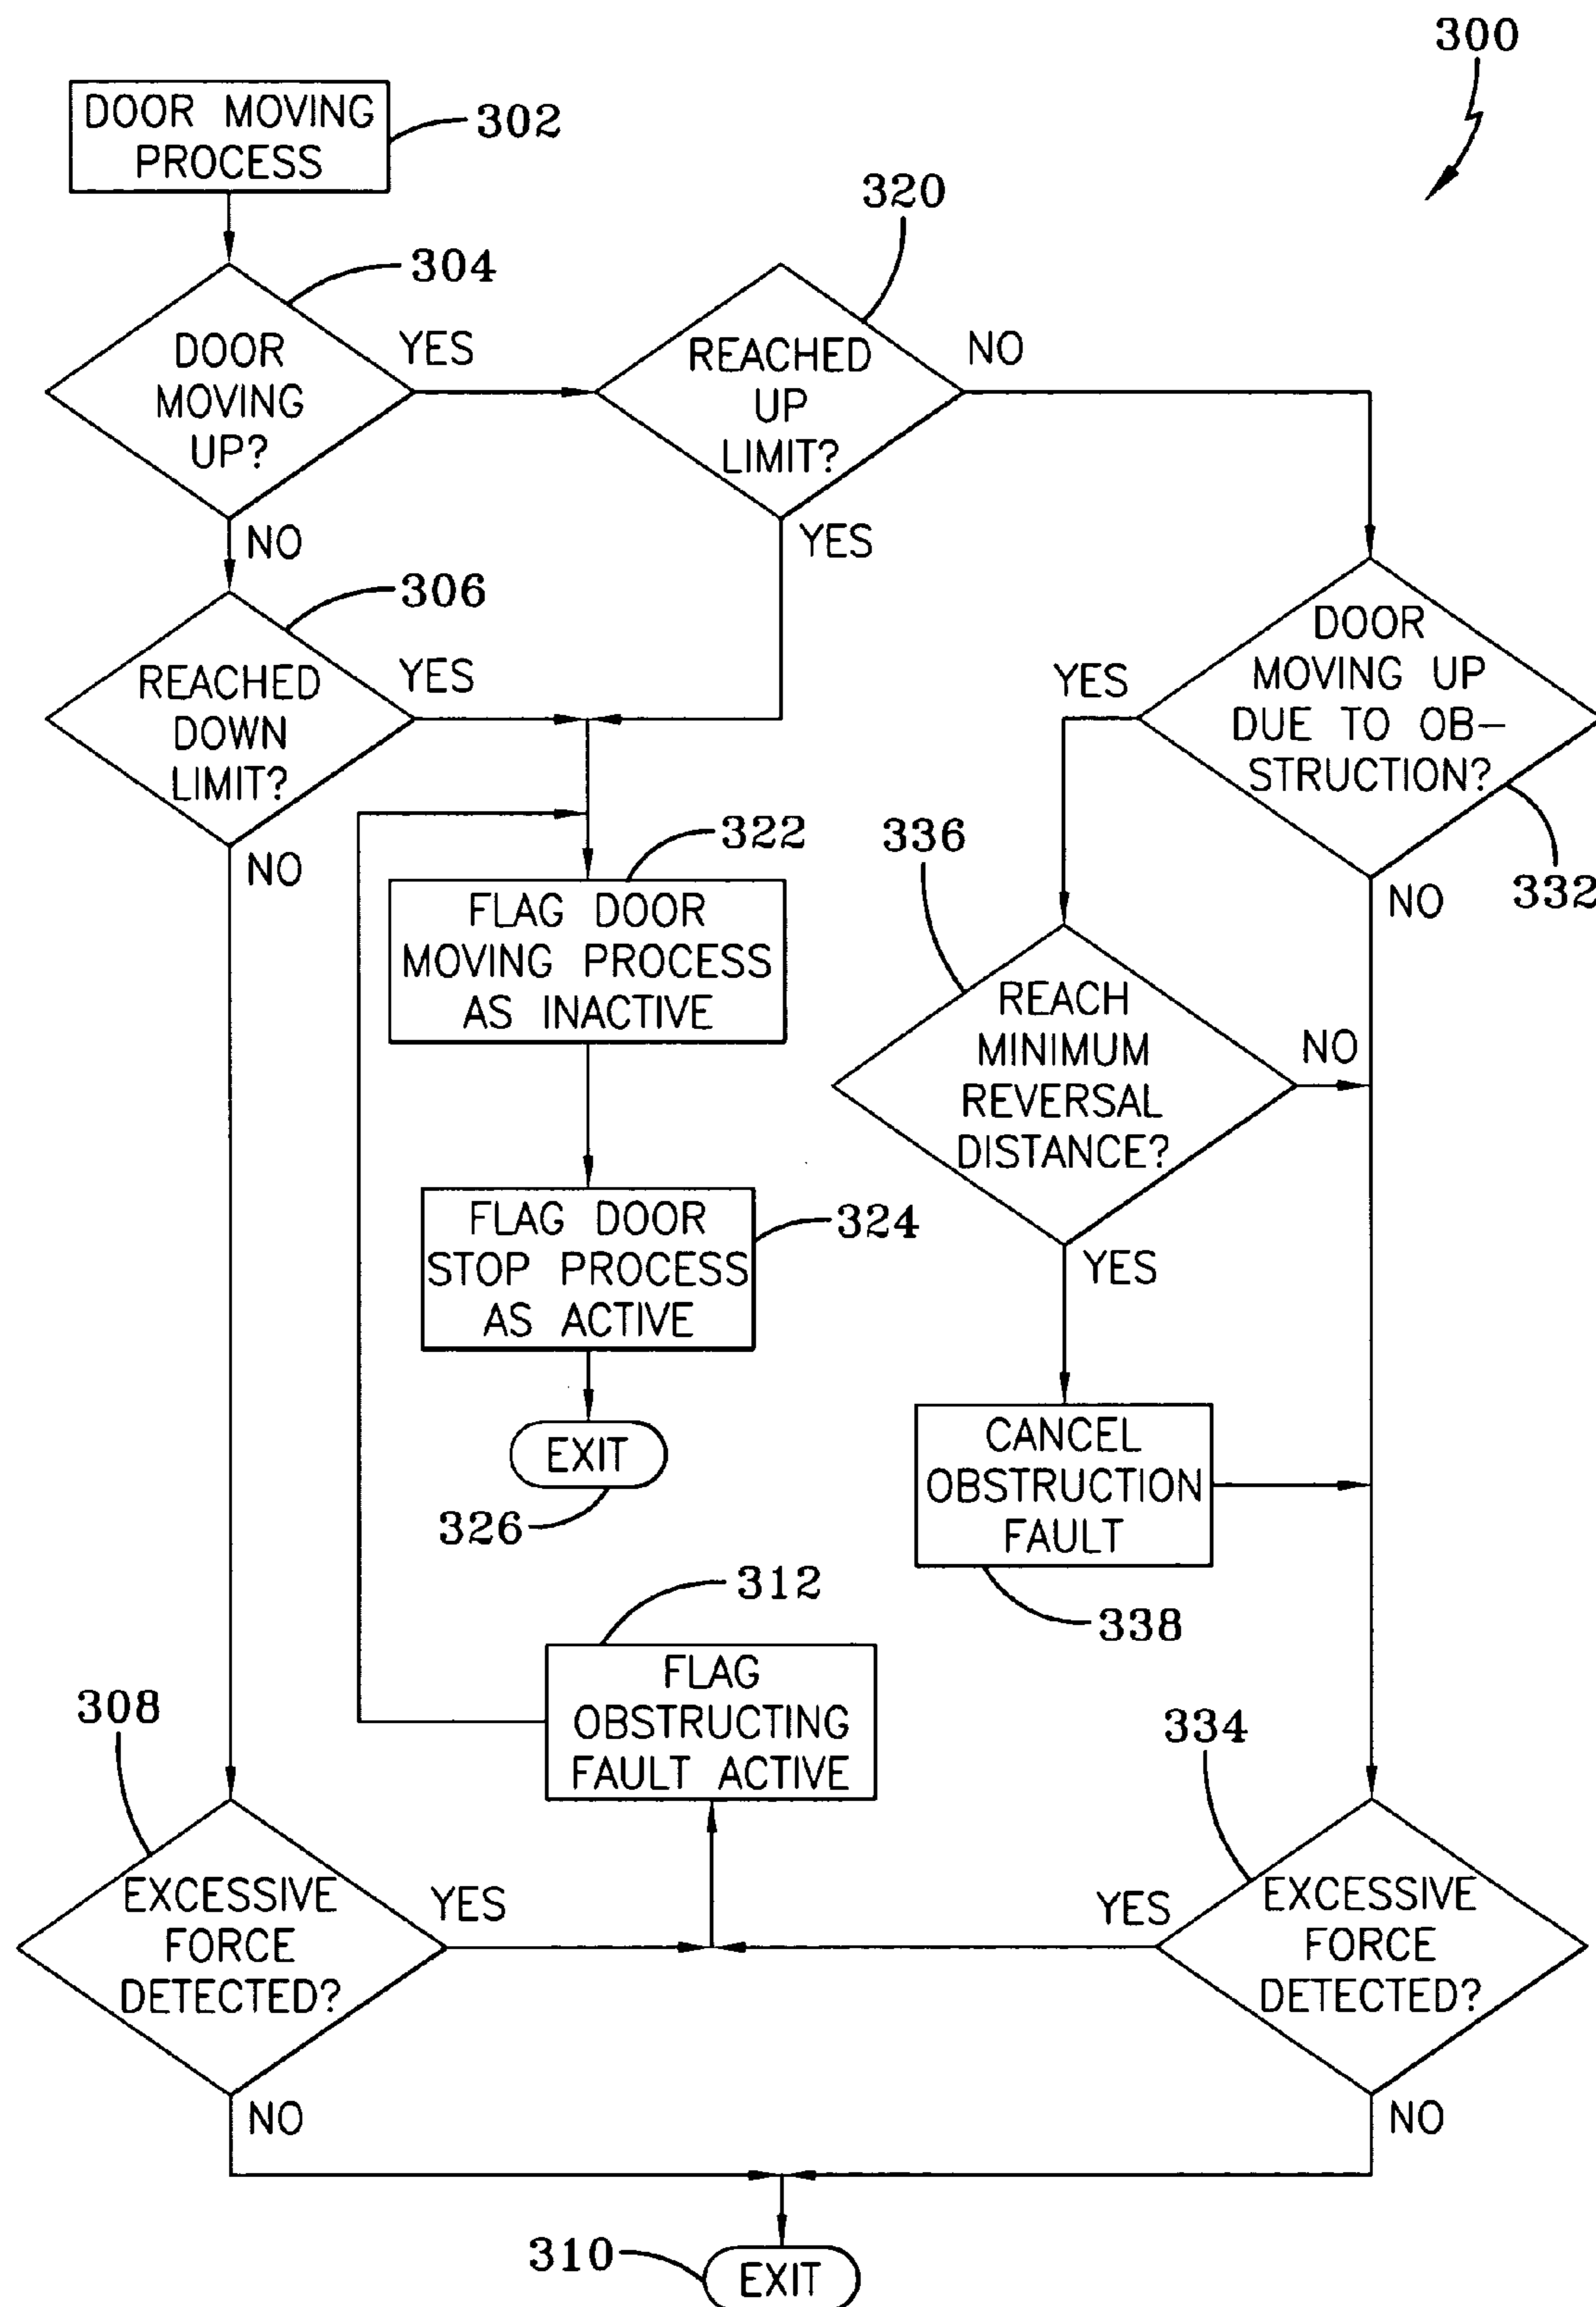 300
DOOR MOVING
PROCESS
302
304
DOOR
MOVING
UP?
YES
NO
320
REACHED
UP
LIMIT?
NO
YES
306
REACHED
DOWN
LIMIT?
YES
NO
DOOR
MOVING UP
DUE TO OB-
STRUCTION?
YES
NO
332
322
FLAG DOOR
MOVING PROCESS
AS INACTIVE
336
REACH
MINIMUM
REVERSAL
DISTANCE?
NO
YES
FLAG DOOR
STOP PROCESS
AS ACTIVE
324
EXIT
326
CANCEL
OBSTRUCTION
FAULT
338
312
FLAG
OBSTRUCTING
FAULT ACTIVE
308
EXCESSIVE
FORCE
DETECTED?
YES
NO
334
EXCESSIVE
FORCE
DETECTED?
YES
NO
310
EXIT